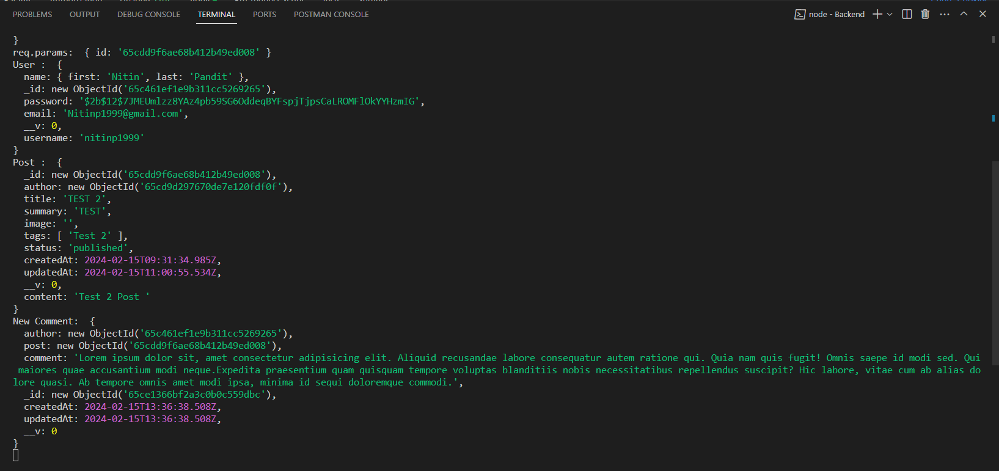 PROBLEMS OUTPUT DEBUG CONSOLE TERMINAL PORTS POSTMAN CONSOLE node - Backend
}
req.params:  { id: '65cdd9f6ae68b412b49ed008' }
User :  {
  name: { first: 'Nitin', last: 'Pandit' },
  _id: new ObjectId('65c461ef1e9b311cc5269265'),
  password: '$2b$12$7JMEUmlzz8YAz4pb59SG6OddeqBYFspjTjpsCaLROMFlOkYYHzmIG',
  email: 'Nitinp1999@gmail.com',
  __v: 0,
  username: 'nitinp1999'
}
Post :  {
  _id: new ObjectId('65cdd9f6ae68b412b49ed008'),
  author: new ObjectId('65cd9d297670de7e120fdf0f'),
  title: 'TEST 2',
  summary: 'TEST',
  image: '',
  tags: [ 'Test 2' ],
  status: 'published',
  createdAt: 2024-02-15T09:31:34.985Z,
  updatedAt: 2024-02-15T11:00:55.534Z,
  __v: 0,
  content: 'Test 2 Post '
}
New Comment:  {
  author: new ObjectId('65c461ef1e9b311cc5269265'),
  post: new ObjectId('65cdd9f6ae68b412b49ed008'),
  comment: 'Lorem ipsum dolor sit, amet consectetur adipisicing elit. Aliquid recusandae labore consequatur autem ratione qui. Quia nam quis fugit! Omnis saepe id modi sed. Qui
 maiores quae accusantium modi neque.Expedita praesentium quam quisquam tempore voluptas blanditiis nobis necessitatibus repellendus suscipit? Hic labore, vitae cum ab alias do
lore quasi. Ab tempore omnis amet modi ipsa, minima id sequi doloremque commodi.',
  _id: new ObjectId('65ce1366bf2a3c0b0c559dbc'),
  createdAt: 2024-02-15T13:36:38.508Z,
  updatedAt: 2024-02-15T13:36:38.508Z,
  __v: 0
}